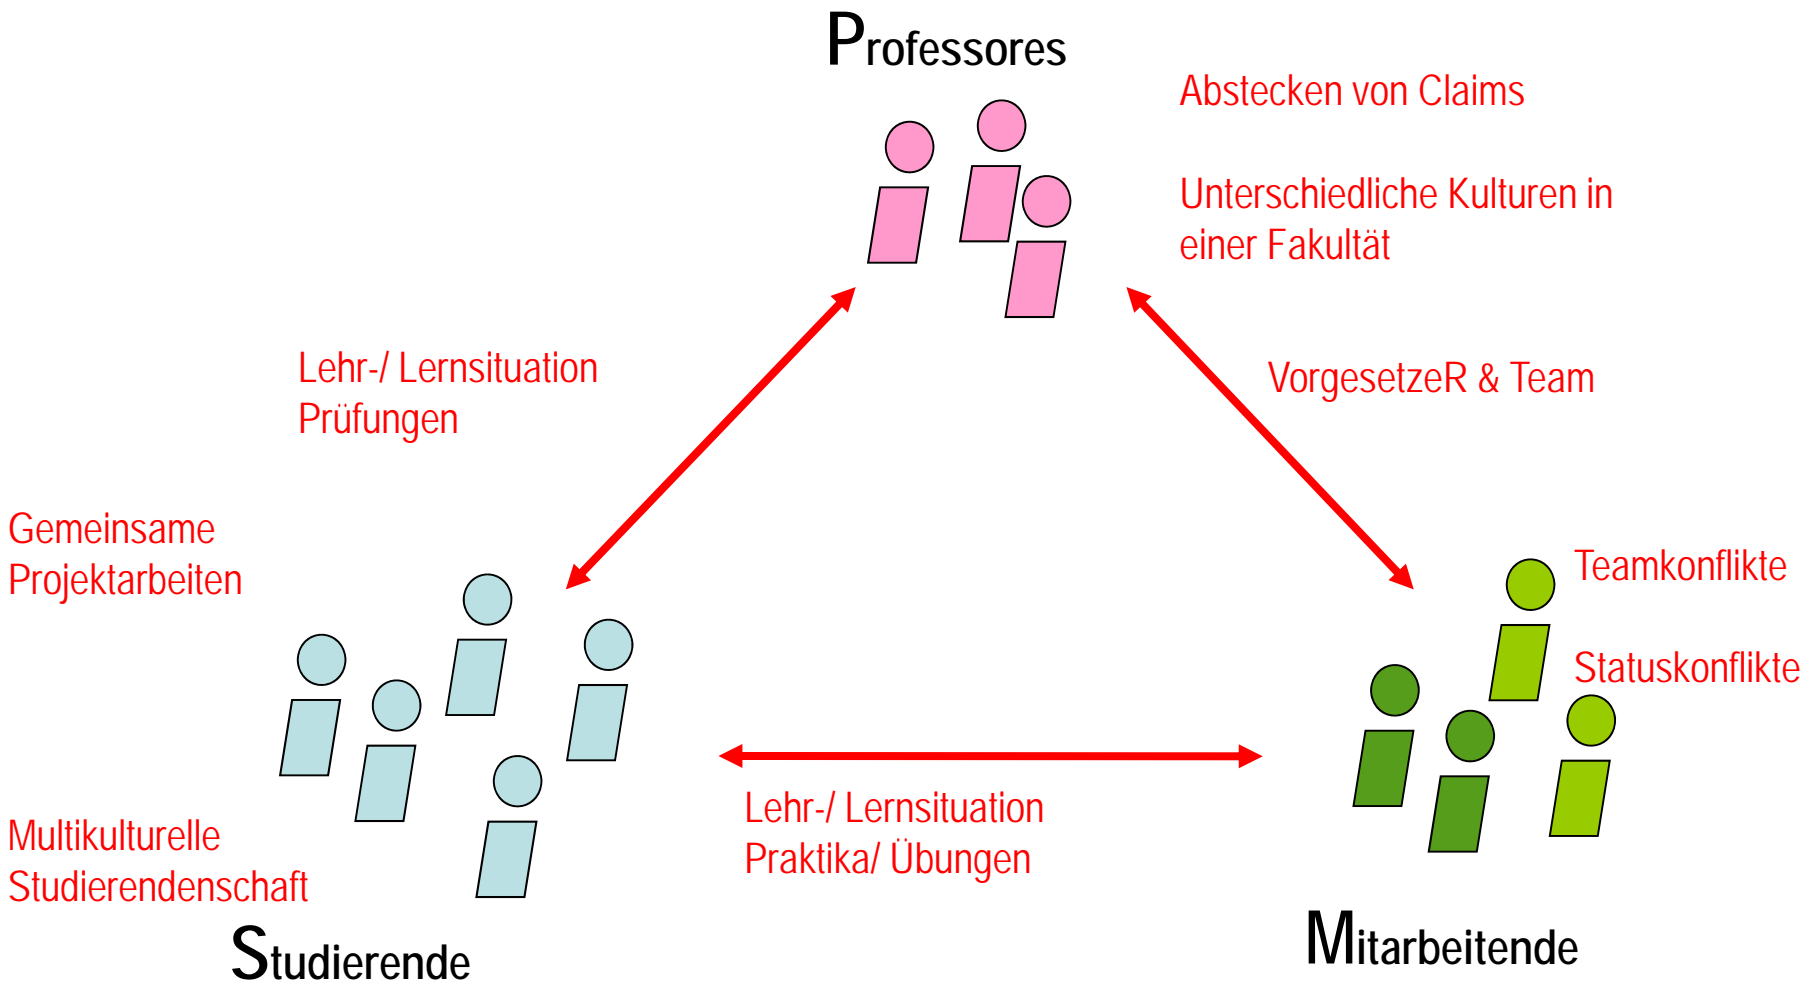 Professores
Abstecken von Claims
Unterschiedliche Kulturen in
einer Fakultät
Lehr-/ Lernsituation
Prüfungen
VorgesetzeR & Team
Gemeinsame
Projektarbeiten
Teamkonflikte
Statuskonflikte
Lehr-/ Lernsituation
Praktika/ Übungen
Multikulturelle
Studierendenschaft
Studierende
Mitarbeitende